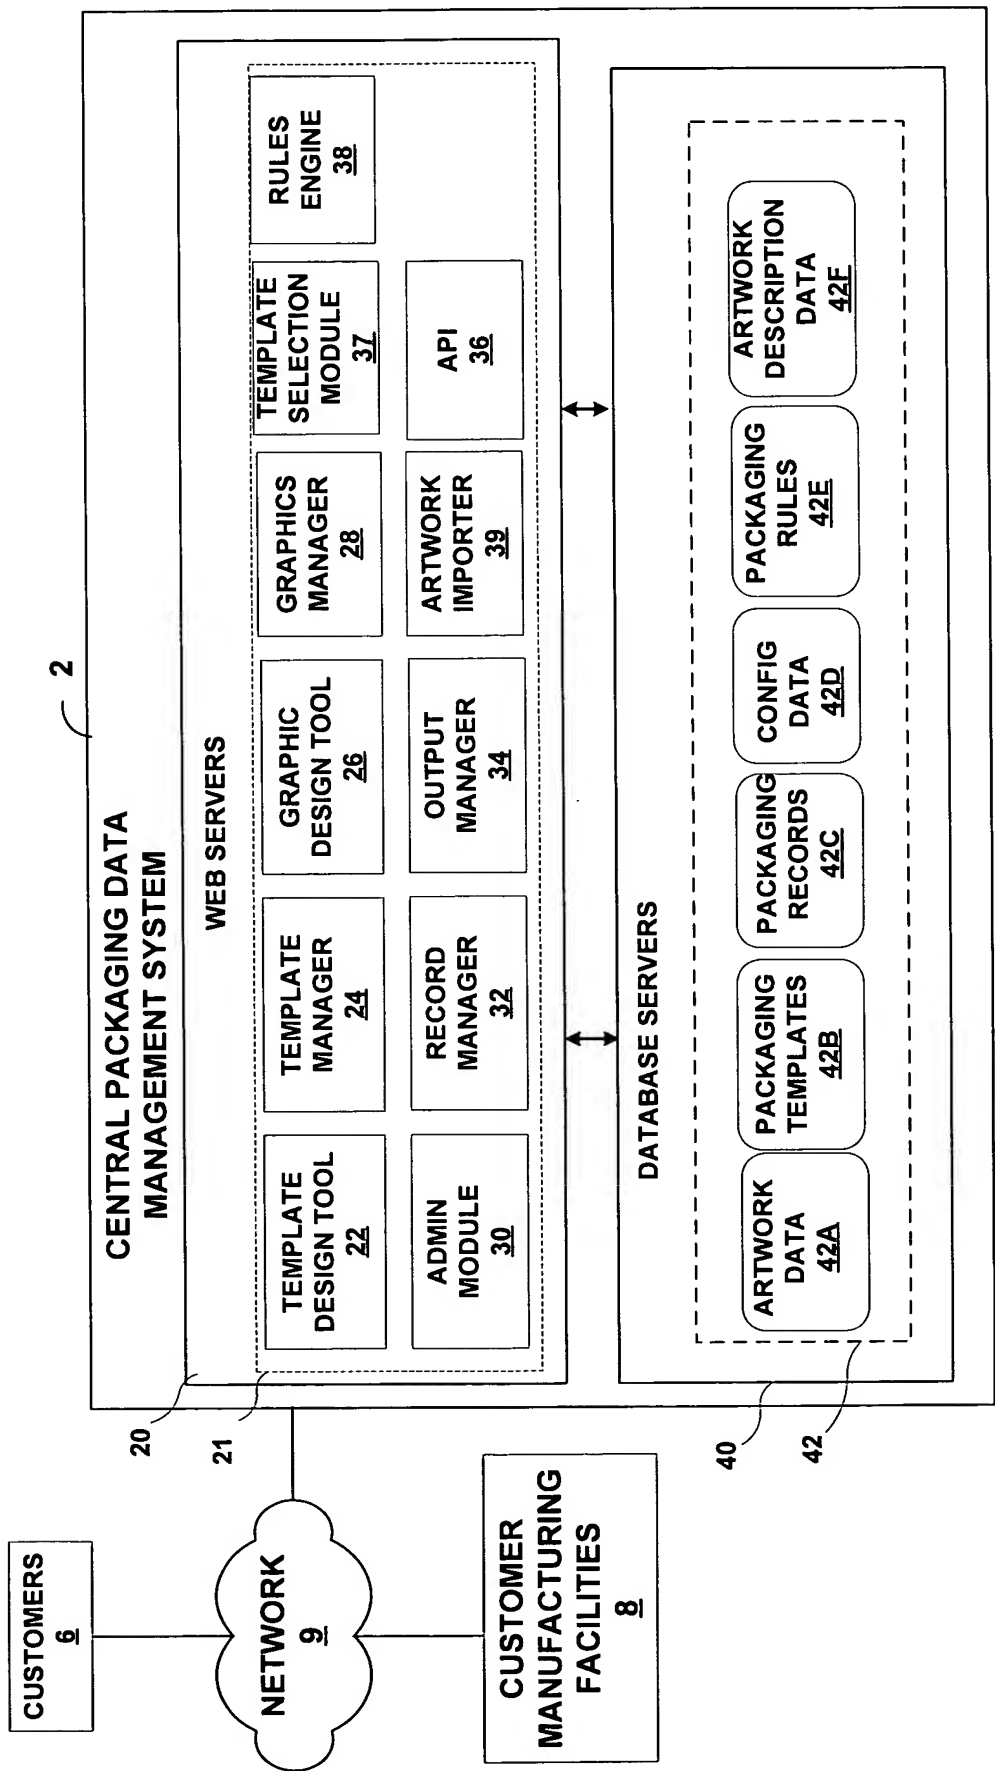 CUSTOMERS
6
NETWORK
9
CUSTOMER
MANUFACTURING
FACILITIES
8
2
CENTRAL PACKAGING DATA
MANAGEMENT SYSTEM
20
WEB SERVERS
21
TEMPLATE
DESIGN TOOL
22
TEMPLATE
MANAGER
24
GRAPHIC
DESIGN TOOL
26
GRAPHICS
MANAGER
28
TEMPLATE
SELECTION
MODULE
37
RULES
ENGINE
38
ADMIN
MODULE
30
RECORD
MANAGER
32
OUTPUT
MANAGER
34
ARTWORK
IMPORTER
39
API
36
40
DATABASE SERVERS
42
ARTWORK
DATA
42A
PACKAGING
TEMPLATES
42B
PACKAGING
RECORDS
42C
CONFIG
DATA
42D
PACKAGING
RULES
42E
ARTWORK
DESCRIPTION
DATA
42F